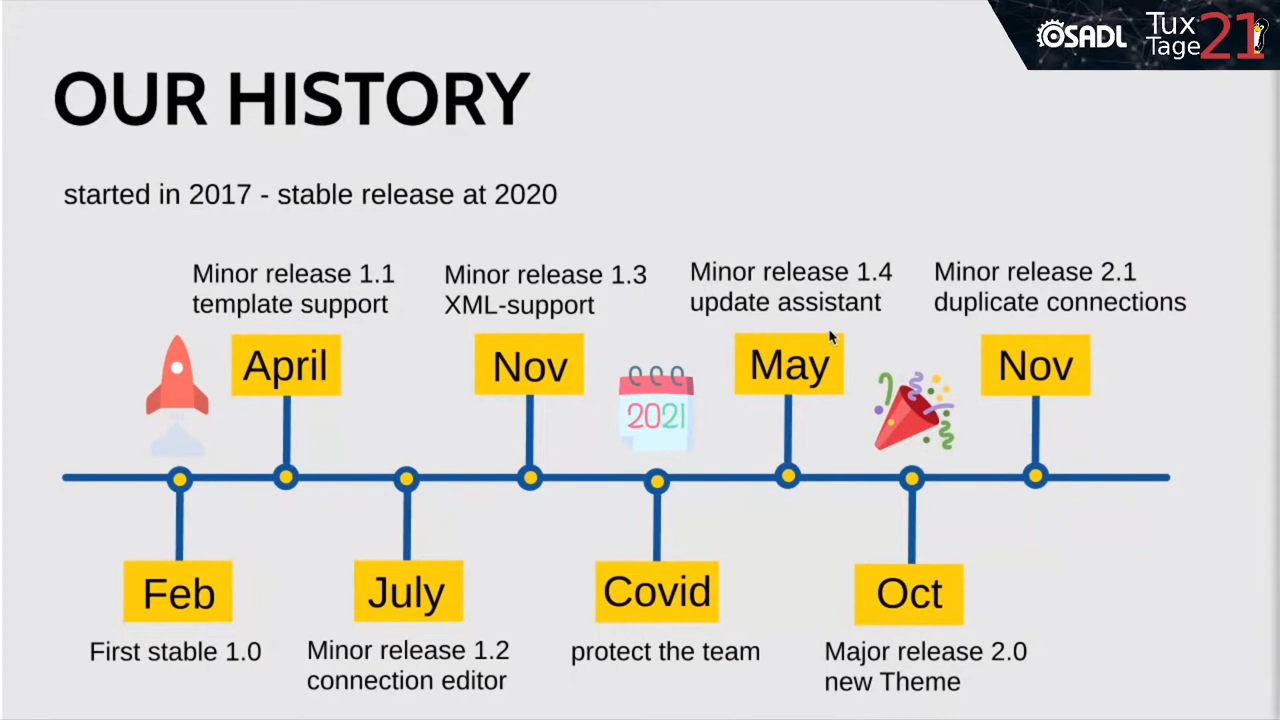 OSADL
Tux
Tage 21
OUR HISTORY
started in 2017 - stable release at 2020
Minor release 1.1
template support
Minor release 1.3
XML-support
Minor release 1.4
update assistant
Minor release 2.1
duplicate connections
April
Nov
May
Nov
2021
Feb
July
Covid
Oct
First stable 1.0
Minor release 1.2
connection editor
protect the team
Major release 2.0
new Theme